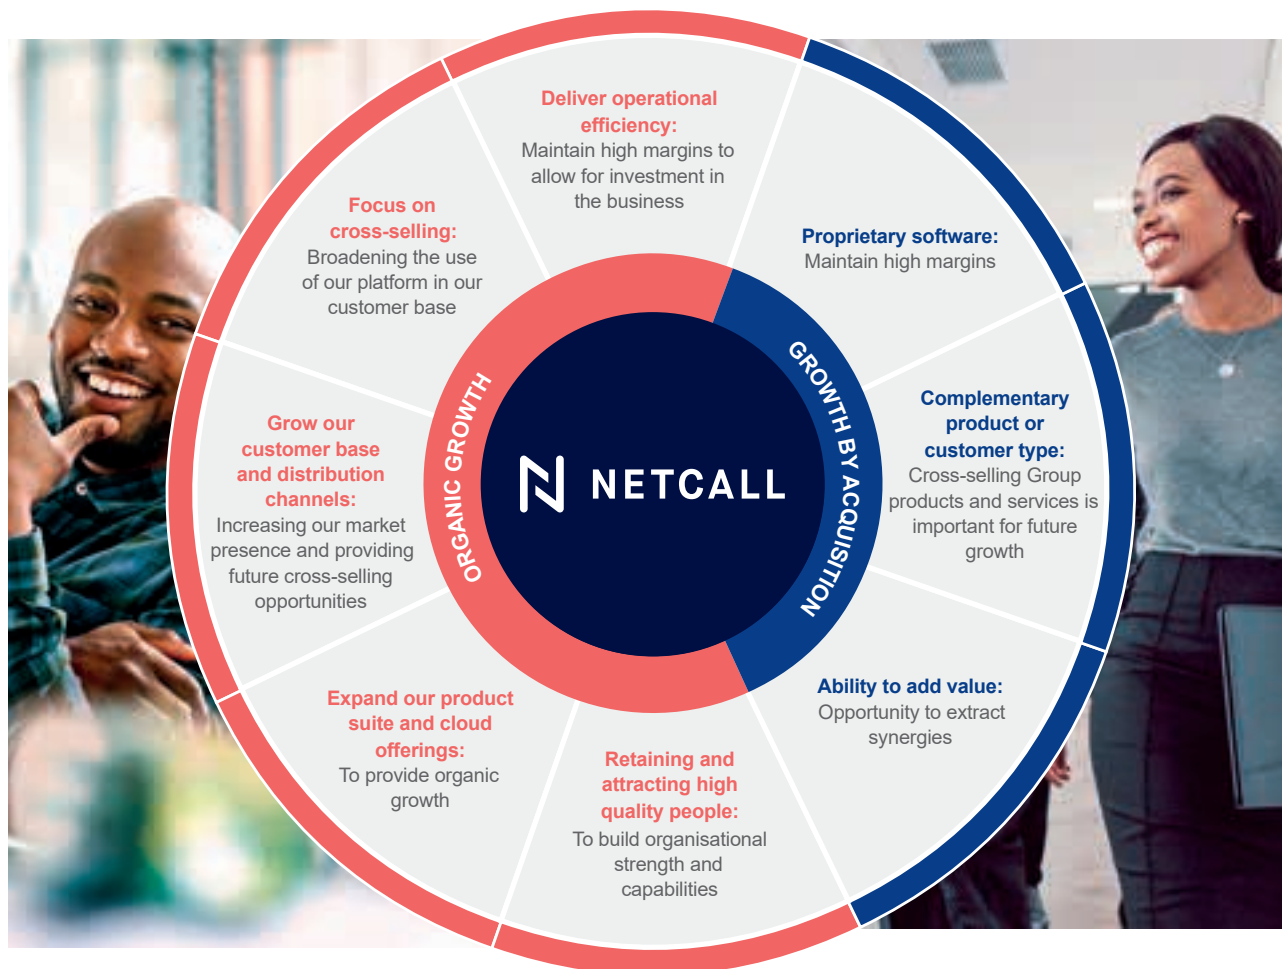 Deliver operational
efficiency:
Maintain high margins to
allow for investment in
the business
Proprietary software:
Maintain high margins
Complementary
product or
customer type:
Cross-selling Group
products and services is
important for future
growth
Ability to add value:
Opportunity to extract
synergies
Retaining and
attracting high
quality people:
To build organisational
strength and
capabilities
Expand our product
suite and cloud
offerings:
To provide organic
growth
Grow our
customer base
and distribution
channels:
Increasing our market
presence and providing
future cross-selling
opportunities
Focus on
cross-selling:
Broadening the use
of our platform in our
customer base
ORGANIC GROWTH
GROWTH BY ACQUISITION
NETCALL